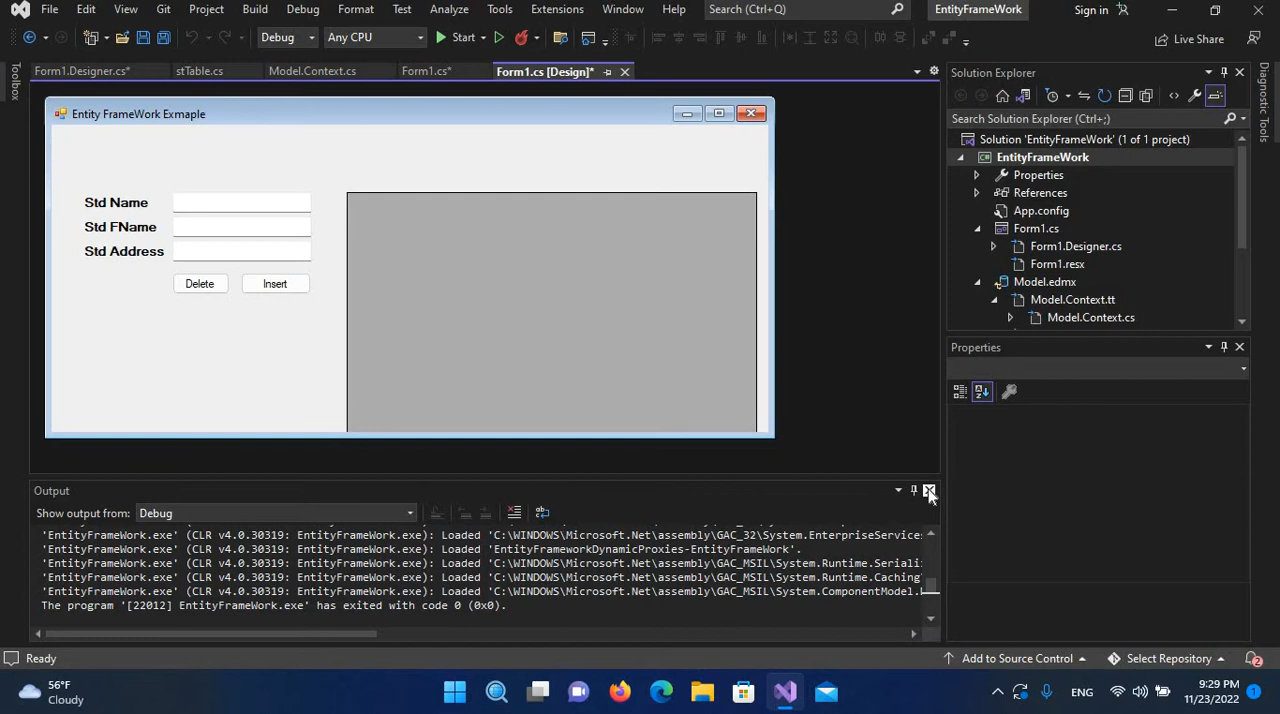 File Edit View Git Project Build Debug Format Test Analyze Tools Extensions Window Help Search (Ctrl+Q) EntityFrameWork Sign in
Debug Any CPU Start Live Share
Toolbox
Form1.Designer.cs* stTable.cs Model.Context.cs Form1.cs* Form1.cs [Design]*
Entity FrameWork Exmaple
Std Name
Std FName
Std Address
Delete Insert
Solution Explorer
Search Solution Explorer (Ctrl+;)
Solution 'EntityFrameWork' (1 of 1 project)
EntityFrameWork
Properties
References
App.config
Form1.cs
Form1.Designer.cs
Form1.resx
Model.edmx
Model.Context.tt
Model.Context.cs
Diagnostic Tools
Properties
Output
Show output from: Debug
'EntityFrameWork.exe' (CLR v4.0.30319: EntityFrameWork.exe): Loaded 'C:\WINDOWS\Microsoft.Net\assembly\GAC_32\System.EnterpriseServices
'EntityFrameWork.exe' (CLR v4.0.30319: EntityFrameWork.exe): Loaded 'EntityFrameworkDynamicProxies-EntityFrameWork'.
'EntityFrameWork.exe' (CLR v4.0.30319: EntityFrameWork.exe): Loaded 'C:\WINDOWS\Microsoft.Net\assembly\GAC_MSIL\System.Runtime.Seriali
'EntityFrameWork.exe' (CLR v4.0.30319: EntityFrameWork.exe): Loaded 'C:\WINDOWS\Microsoft.Net\assembly\GAC_MSIL\System.Runtime.Caching
'EntityFrameWork.exe' (CLR v4.0.30319: EntityFrameWork.exe): Loaded 'C:\WINDOWS\Microsoft.Net\assembly\GAC_MSIL\System.ComponentModel.
The program '[22012] EntityFrameWork.exe' has exited with code 0 (0x0).
Ready Add to Source Control Select Repository 2
56°F
Cloudy
ENG
9:29 PM
11/23/2022
1